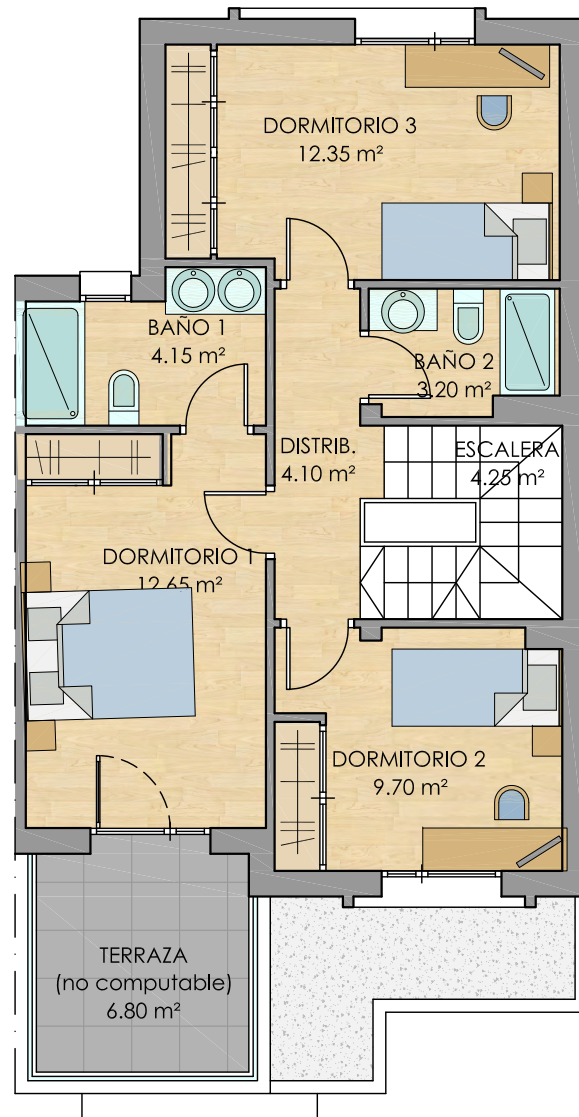 DORMITORIO 3
12.35 m²
BAÑO 1
4.15 m²
BAÑO 2
3.20 m²
DISTRIB.
4.10 m²
ESCALERA
4.25 m²
DORMITORIO 1
12.65 m²
DORMITORIO 2
9.70 m²
TERRAZA
(no computable)
6.80 m²